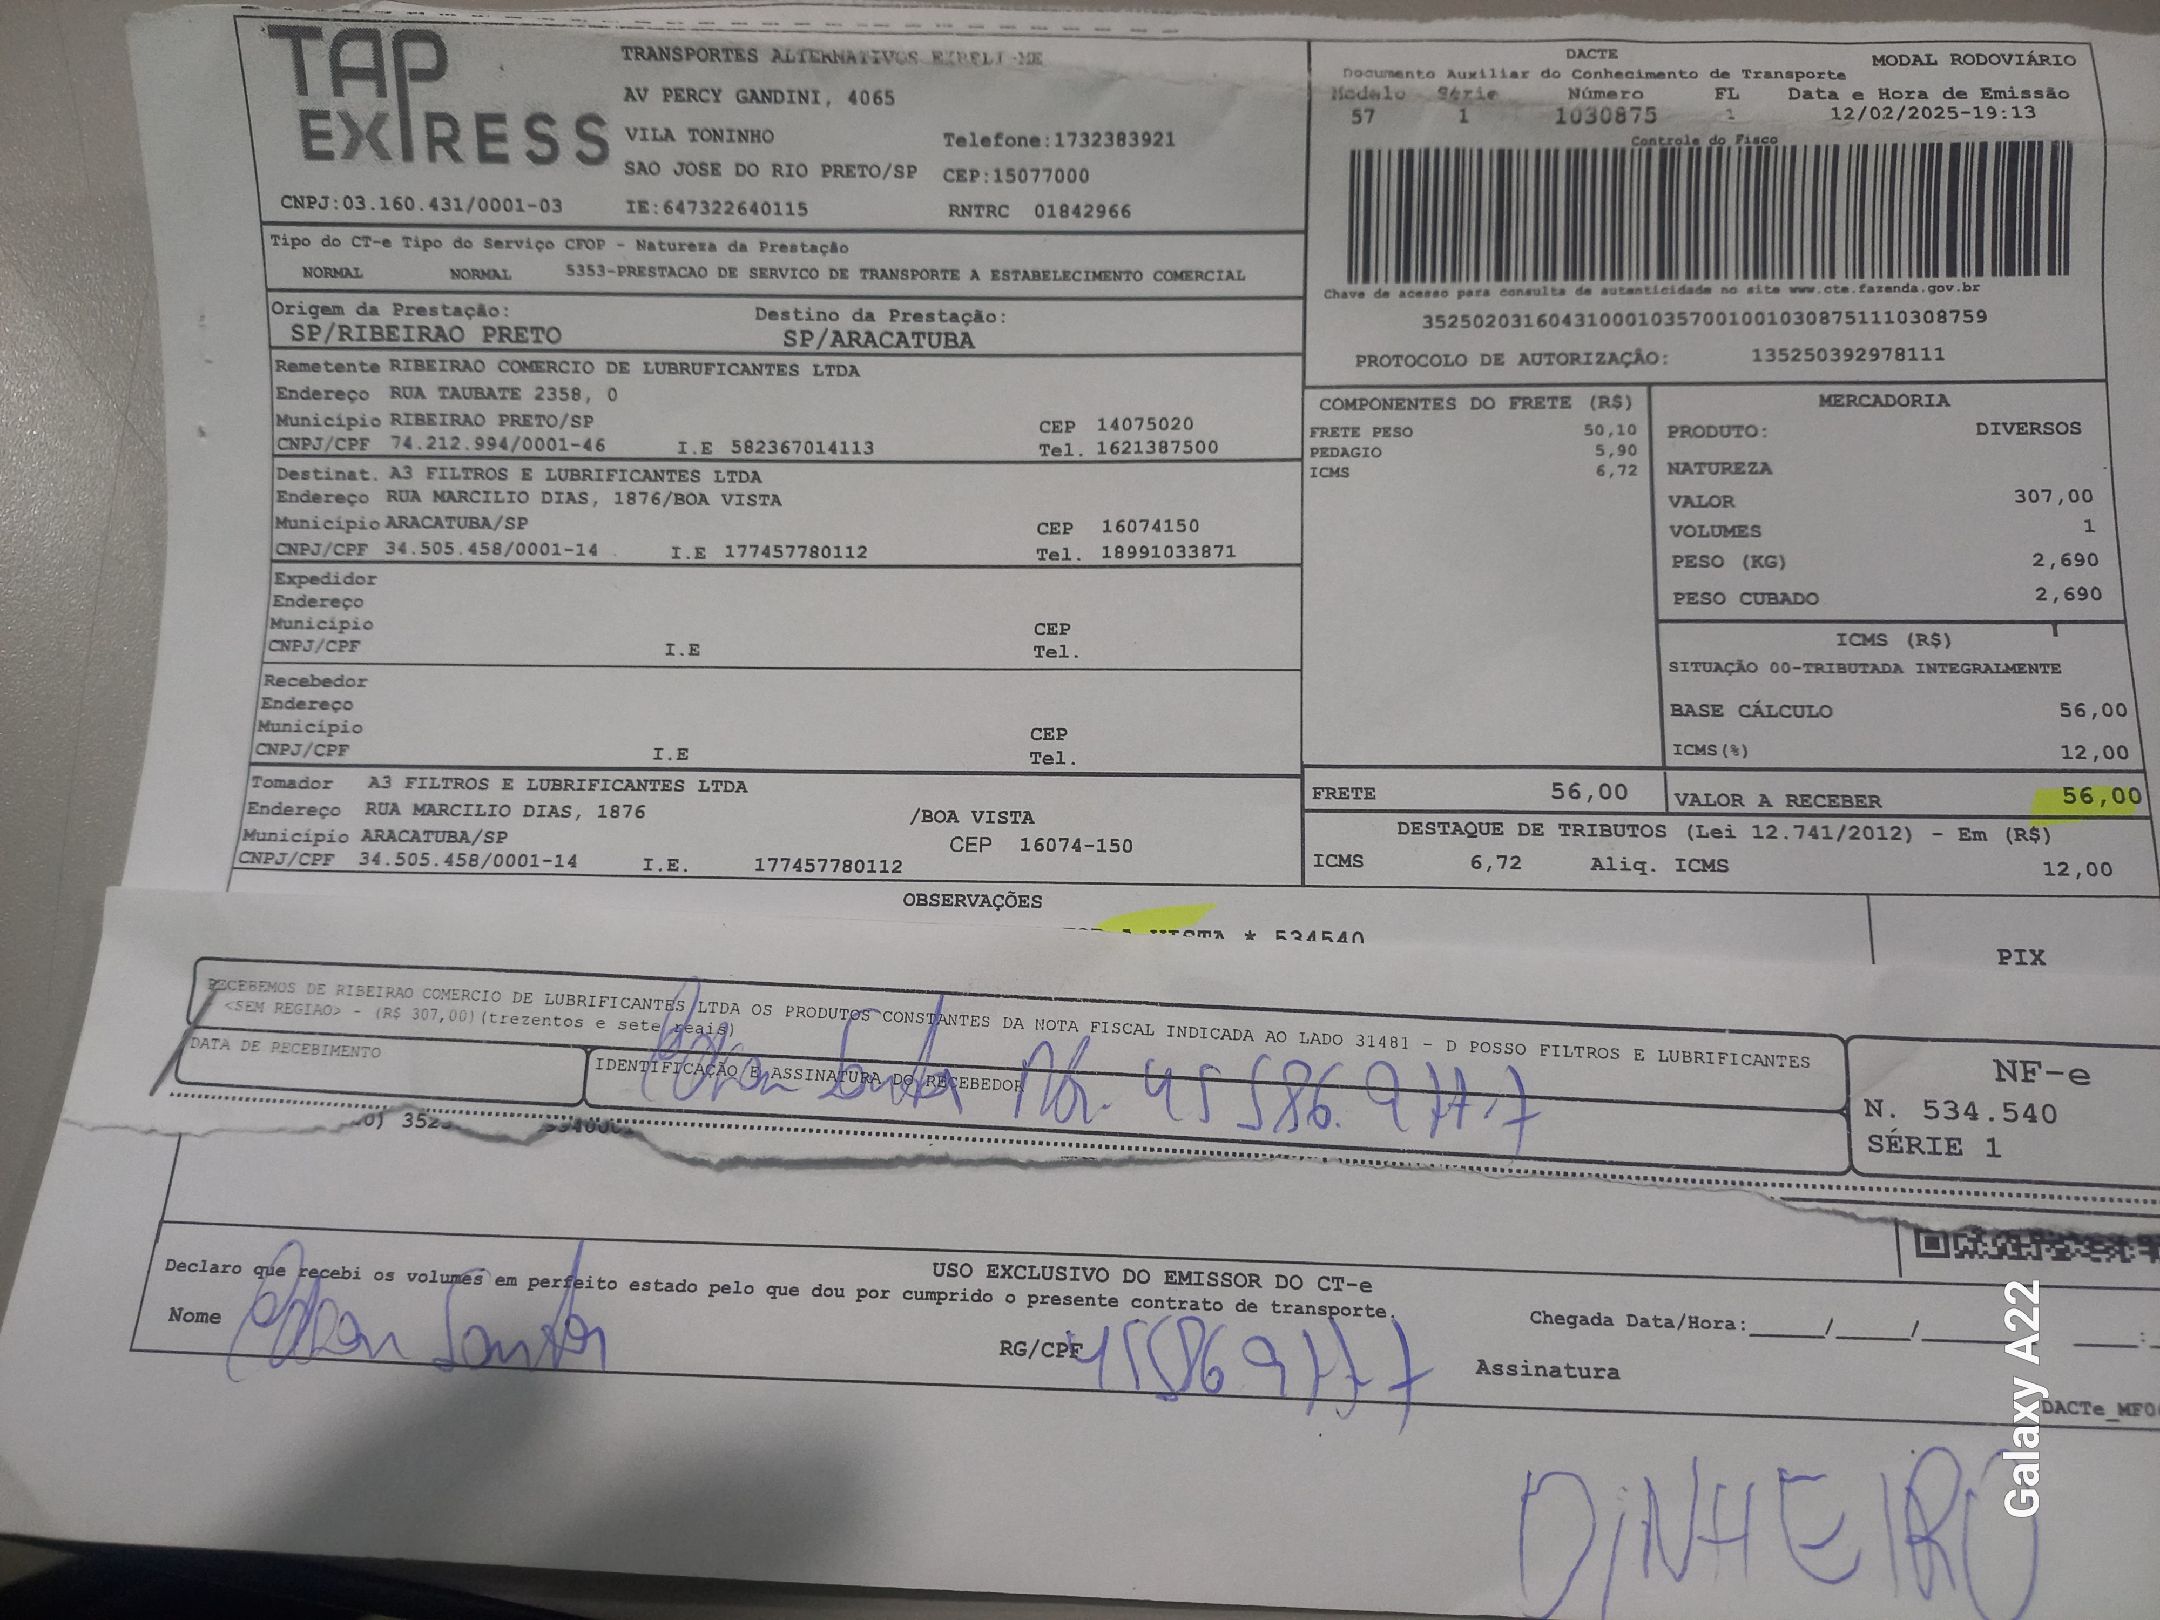 TAP EXPRESS
TRANSPORTES ALTERNATIVOS
AV PERCY GANDINI, 4065
VILA TONINHO Telefone:1732383921
SAO JOSE DO RIO PRETO/SP CEP:15077000
CNPJ:03.160.431/0001-03 IE:647322640115 RNTRC 01842966
DACTE MODAL RODOVIÁRIO
Documento Auxiliar do Conhecimento de Transporte
Modelo Série Número FL Data e Hora de Emissão
57 1 1030875 1 12/02/2025-19:13
Controle do Fisco
Chave de acesso para consulta de autenticidade no site www.cte.fazenda.gov.br
35250203160431000103570010010308751110308759
PROTOCOLO DE AUTORIZAÇÃO: 135250392978111
Tipo do CT-e Tipo do Serviço CFOP - Natureza da Prestação
NORMAL NORMAL 5353-PRESTACAO DE SERVICO DE TRANSPORTE A ESTABELECIMENTO COMERCIAL
Origem da Prestação: Destino da Prestação:
SP/RIBEIRAO PRETO SP/ARACATUBA
Remetente RIBEIRAO COMERCIO DE LUBRUFICANTES LTDA
Endereço RUA TAUBATE 2358, 0
Município RIBEIRAO PRETO/SP CEP 14075020
CNPJ/CPF 74.212.994/0001-46 I.E 582367014113 Tel. 1621387500
Destinat. A3 FILTROS E LUBRIFICANTES LTDA
Endereço RUA MARCILIO DIAS, 1876/BOA VISTA
Município ARACATUBA/SP CEP 16074150
CNPJ/CPF 34.505.458/0001-14 I.E 177457780112 Tel. 18991033871
Expedidor
Endereço
Município CEP
CNPJ/CPF I.E Tel.
Recebedor
Endereço
Município CEP
CNPJ/CPF I.E Tel.
Tomador A3 FILTROS E LUBRIFICANTES LTDA
Endereço RUA MARCILIO DIAS, 1876 /BOA VISTA
Município ARACATUBA/SP CEP 16074-150
CNPJ/CPF 34.505.458/0001-14 I.E. 177457780112
COMPONENTES DO FRETE (R$)
FRETE PESO 50,10
PEDAGIO 5,90
ICMS 6,72
MERCADORIA
PRODUTO: DIVERSOS
NATUREZA
VALOR 307,00
VOLUMES 1
PESO (KG) 2,690
PESO CUBADO 2,690
ICMS (R$)
SITUAÇÃO 00-TRIBUTADA INTEGRALMENTE
BASE CÁLCULO 56,00
ICMS(%) 12,00
FRETE 56,00 VALOR A RECEBER 56,00
DESTAQUE DE TRIBUTOS (Lei 12.741/2012) - Em (R$)
ICMS 6,72 Aliq. ICMS 12,00
OBSERVAÇÕES
A VISTA * 534540
PIX
RECEBEMOS DE RIBEIRAO COMERCIO DE LUBRIFICANTES LTDA OS PRODUTOS CONSTANTES DA NOTA FISCAL INDICADA AO LADO 31481 - D POSSO FILTROS E LUBRIFICANTES
<SEM REGIAO> - (R$ 307,00)(trezentos e sete reais)
DATA DE RECEBIMENTO
IDENTIFICAÇÃO E ASSINATURA DO RECEBEDOR
NF-e
N. 534.540
SÉRIE 1
USO EXCLUSIVO DO EMISSOR DO CT-e
Declaro que recebi os volumes em perfeito estado pelo que dou por cumprido o presente contrato de transporte.
Nome RG/CPF Chegada Data/Hora:_____/_____/_____ ____:
Assinatura
DINHEIRO
Galaxy A22